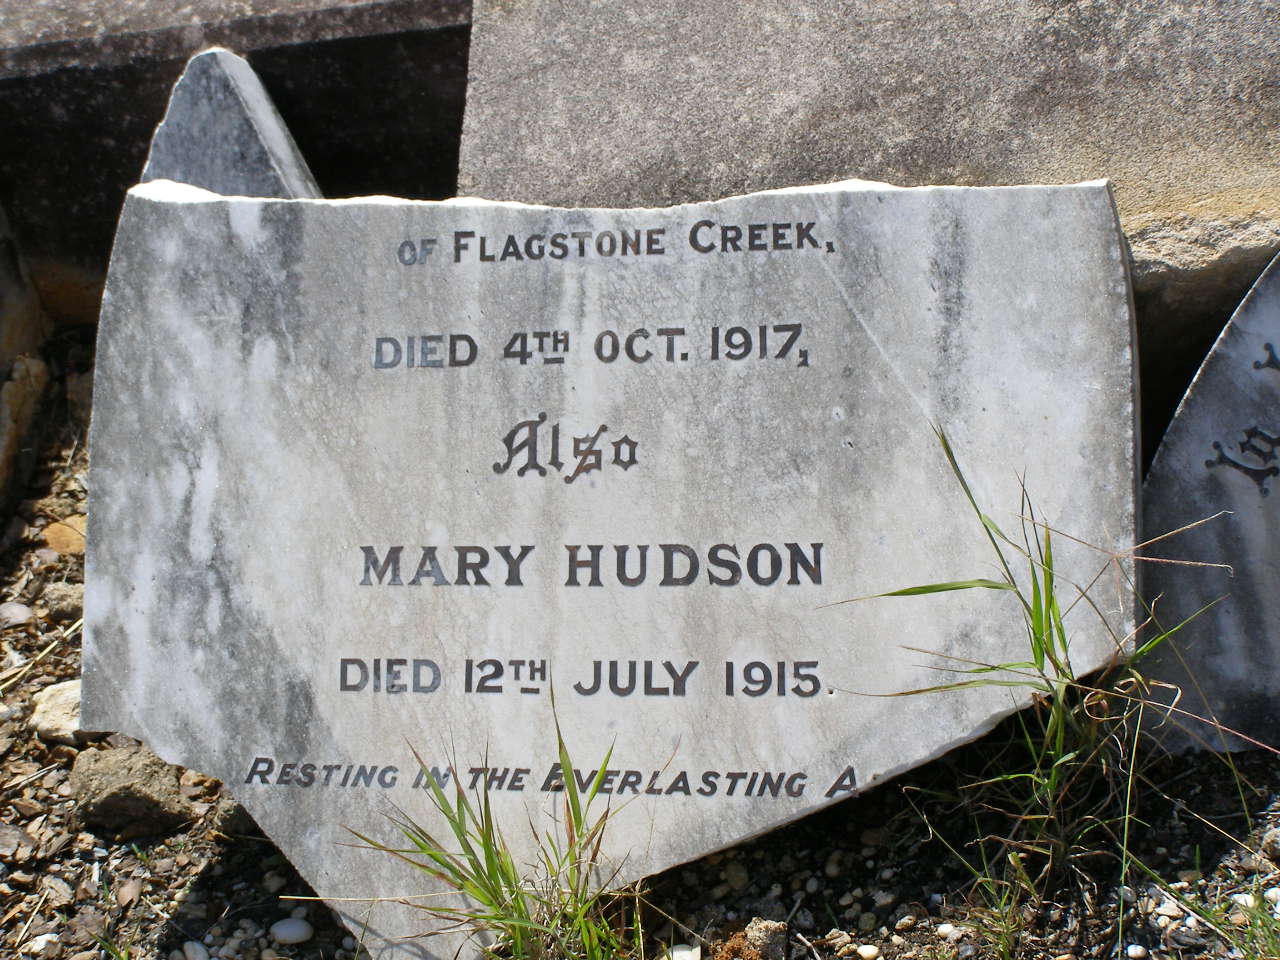 OF FLAGSTONE CREEK,
DIED 4TH OCT. 1917,
Also
MARY HUDSON
DIED 12TH JULY 1915.
RESTING IN THE EVERLASTING